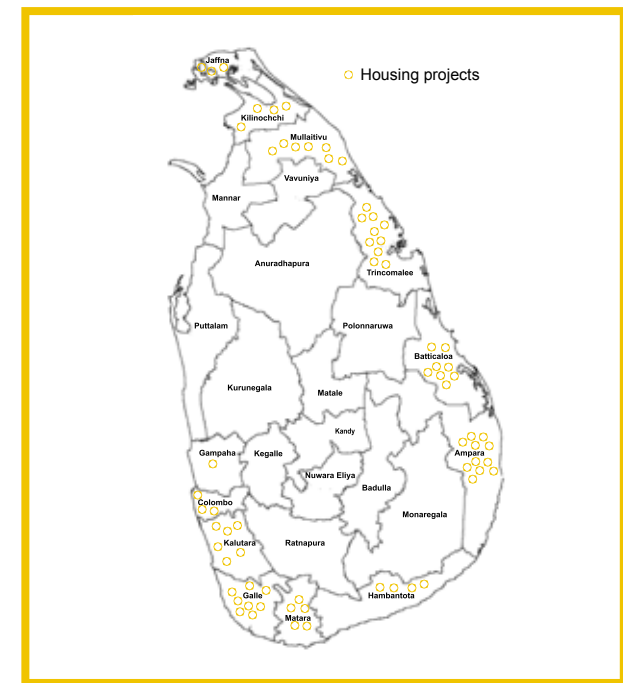 Jaffna
Housing projects
Kilinochchi
Mullaitivu
Vavuniya
Mannar
Anuradhapura
Trincomalee
Puttalam
Polonnaruwa
Batticaloa
Kurunegala
Matale
Kandy
Gampaha
Kegalle
Ampara
Nuwara Eliya
Badulla
Colombo
Monaregala
Kalutara
Ratnapura
Galle
Hambantota
Matara